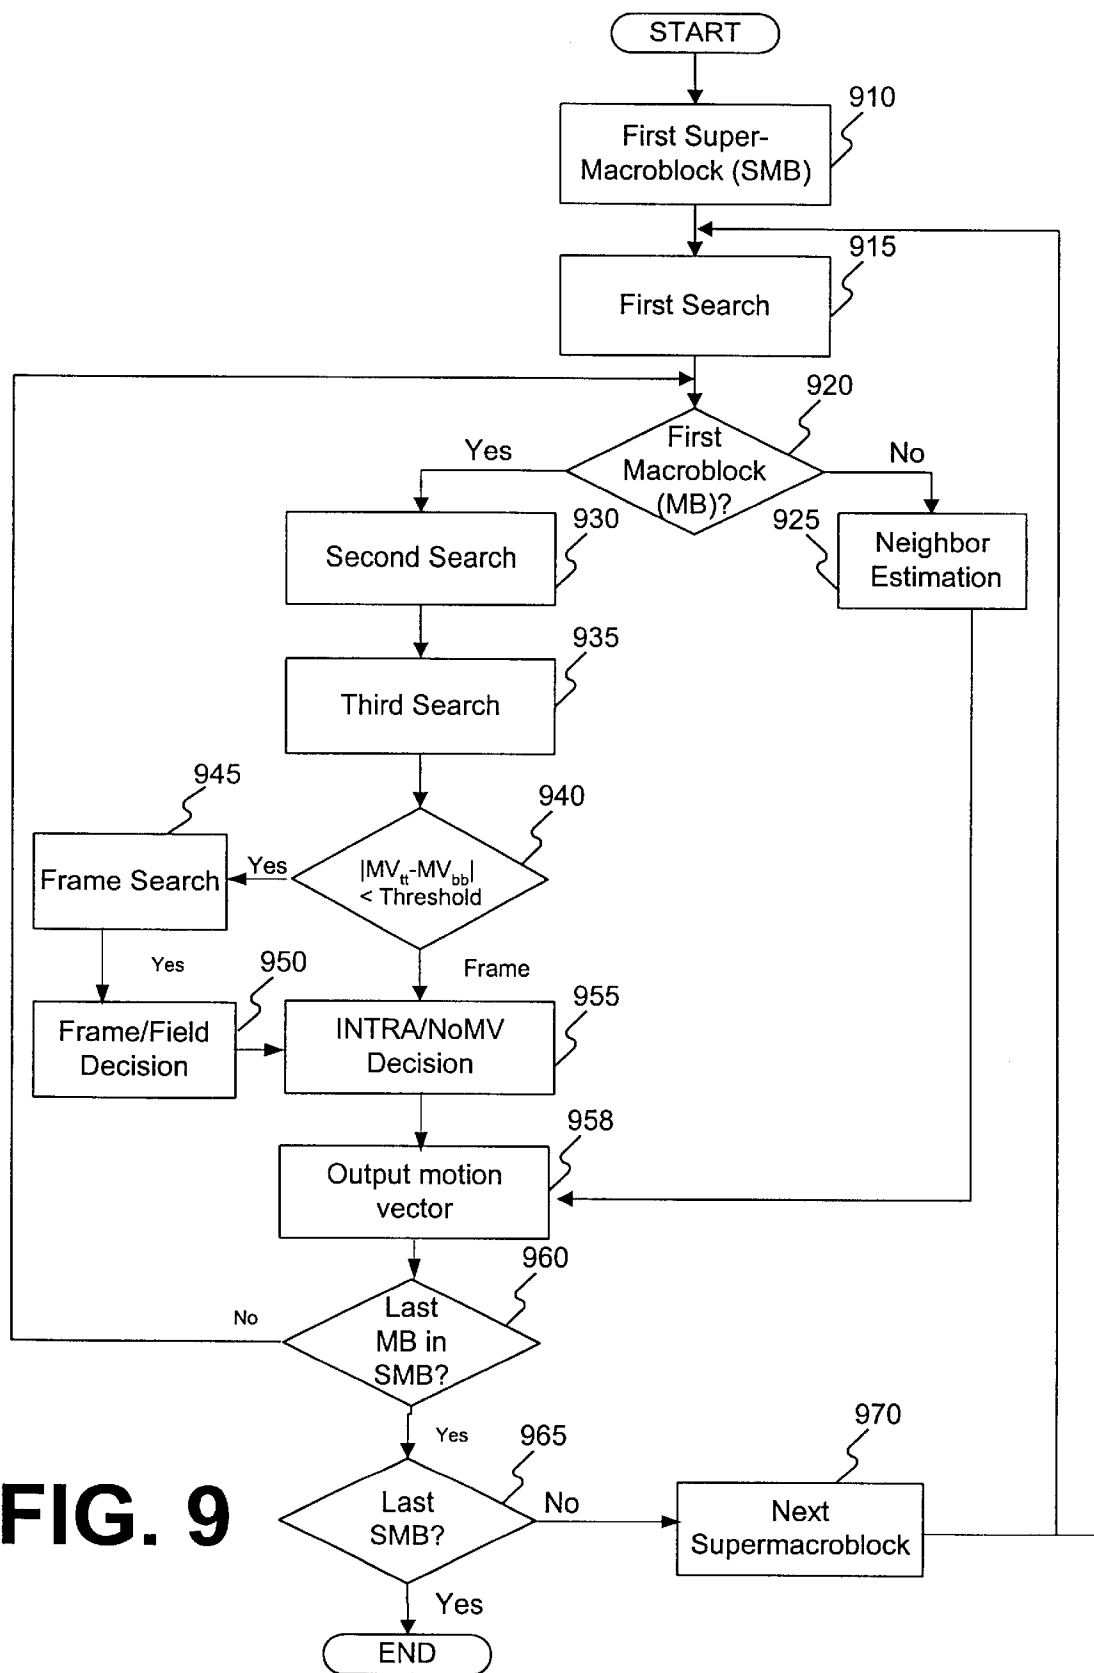 START
910
First Super-
Macroblock (SMB)
915
First Search
920
First
Macroblock
(MB)?
Yes
No
930
Second Search
925
Neighbor
Estimation
935
Third Search
945
Frame Search
Yes
940
|MVtt-MVbb|
< Threshold
Yes
Frame
950
Frame/Field
Decision
955
INTRA/NoMV
Decision
958
Output motion
vector
960
Last
MB in
SMB?
No
Yes
965
Last
SMB?
No
970
Next
Supermacroblock
Yes
END
FIG. 9